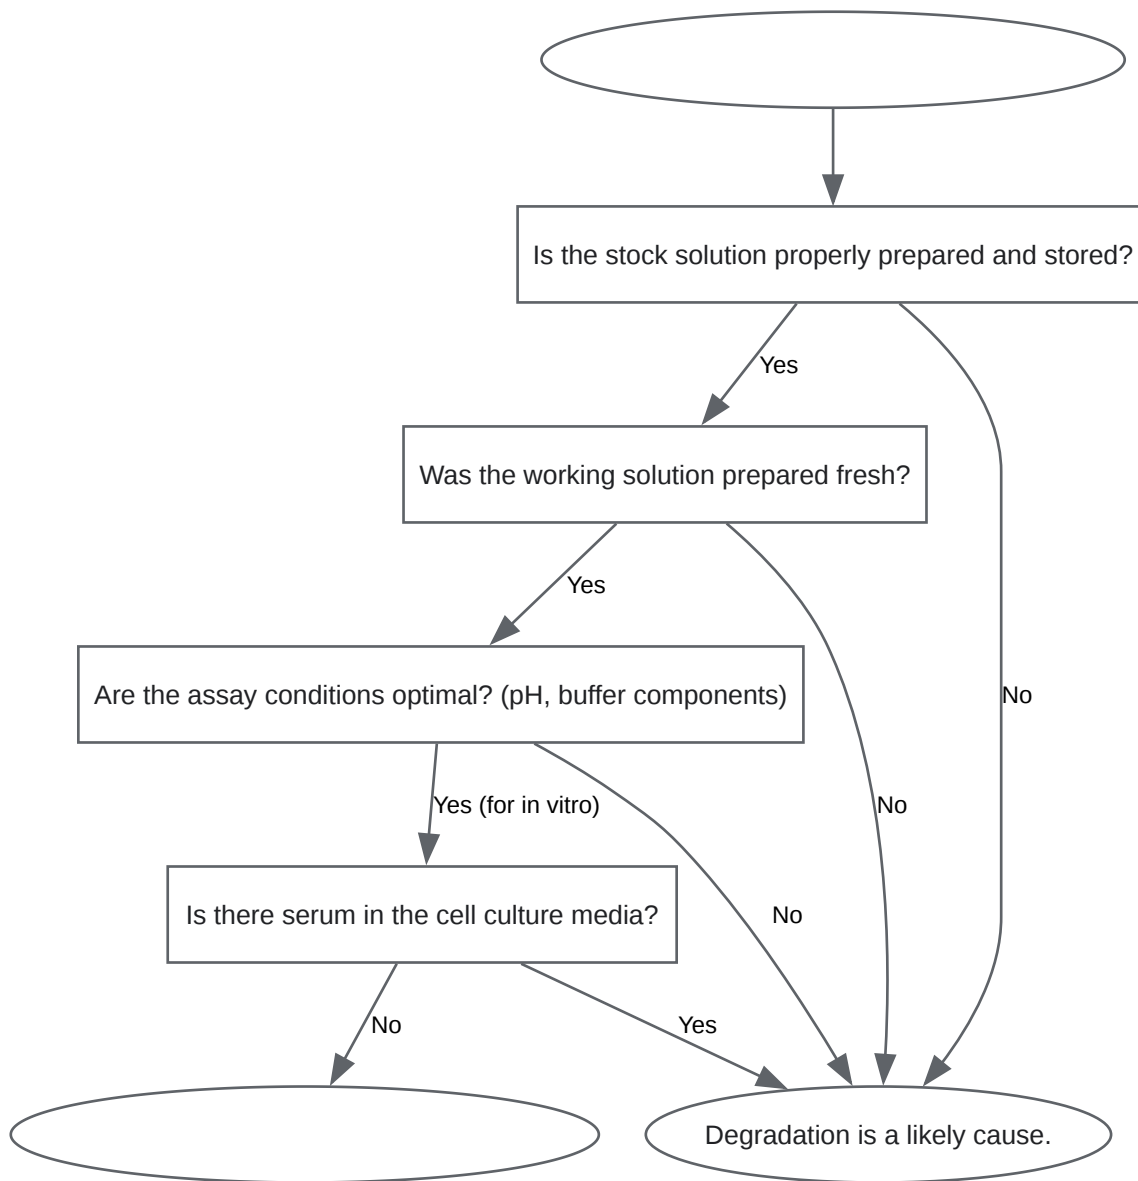 Is the stock solution properly prepared and stored?
Yes
Was the working solution prepared fresh?
Yes
Are the assay conditions optimal? (pH, buffer components)
No
Yes (for in vitro)
No
Is there serum in the cell culture media?
No
No
Yes
Degradation is a likely cause.